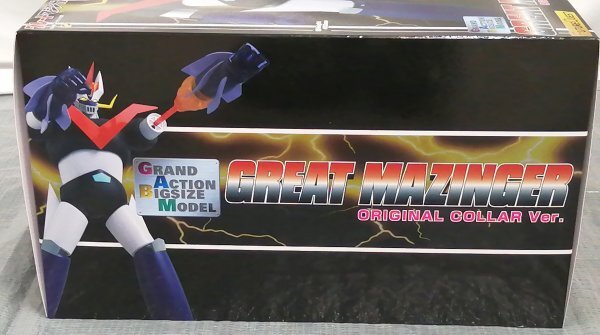 GRAND
ACTION
BIGSIZE
MODEL
GREAT MAZINGER
ORIGINAL COLLAR Ver.